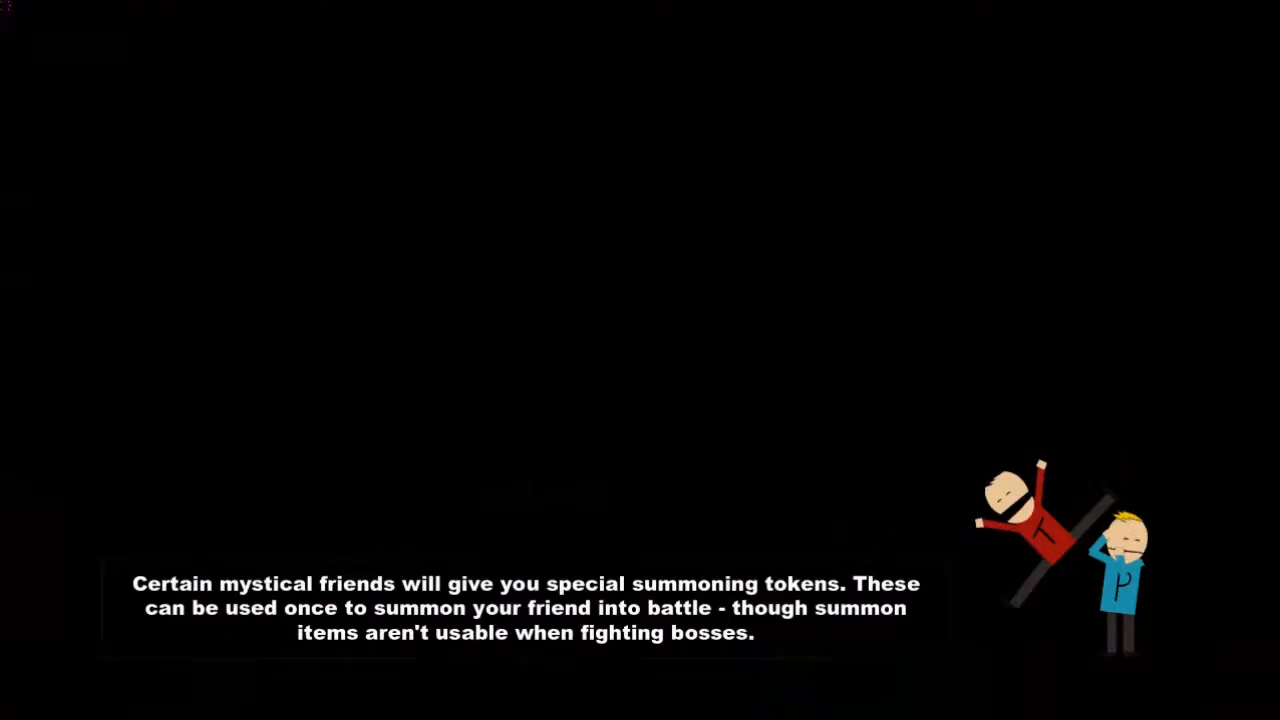 Certain mystical friends will give you special summoning tokens. These
can be used once to summon your friend into battle - though summon
items aren't usable when fighting bosses.
T
P